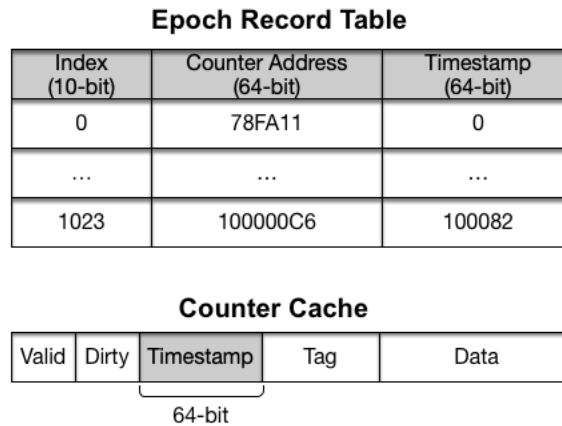 Epoch Record Table
Index Counter Address Timestamp
(10-bit) (64-bit) (64-bit)
0 78FA11 0
... ... ...
1023 100000C6 100082
Counter Cache
Valid Dirty Timestamp Tag Data
64-bit